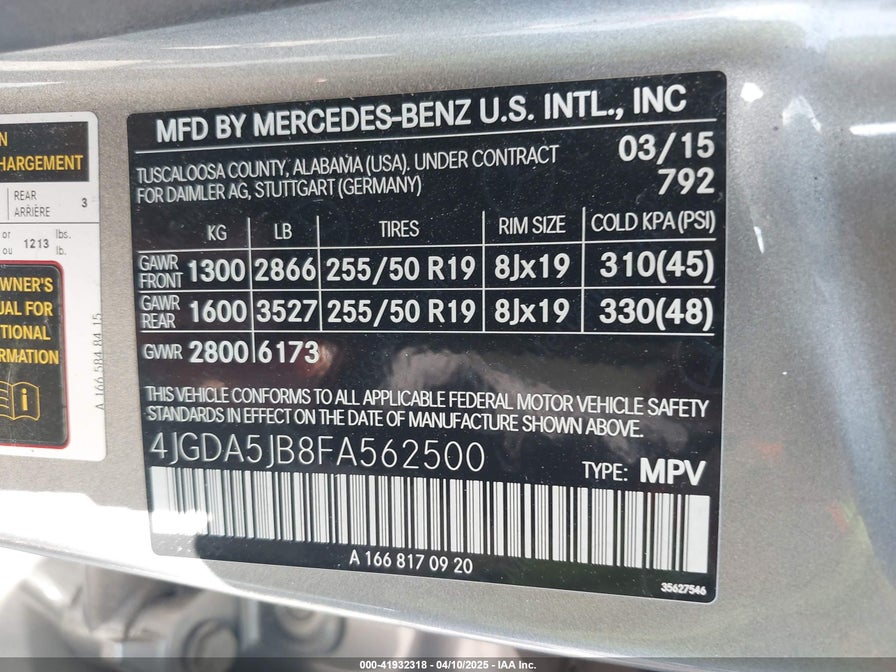 N
HARGEMENT
REAR
ARRIÈRE
3
or
ou
1213
lbs.
lb.
WNER'S
UAL FOR
TIONAL
RMATION
A 166 584 84 15
MFD BY MERCEDES-BENZ U.S. INTL., INC
TUSCALOOSA COUNTY, ALABAMA (USA). UNDER CONTRACT
FOR DAIMLER AG, STUTTGART (GERMANY)
03/15
792
KG LB TIRES RIM SIZE COLD KPA (PSI)
GAWR FRONT 1300 2866 255/50 R19 8Jx19 310(45)
GAWR REAR 1600 3527 255/50 R19 8Jx19 330(48)
GVWR 2800 6173
THIS VEHICLE CONFORMS TO ALL APPLICABLE FEDERAL MOTOR VEHICLE SAFETY
STANDARDS IN EFFECT ON THE DATE OF MANUFACTURE SHOWN ABOVE.
4JGDA5JB8FA562500
TYPE: MPV
A 166 817 09 20
35627546
000-41932318 - 04/10/2025 - IAA Inc.